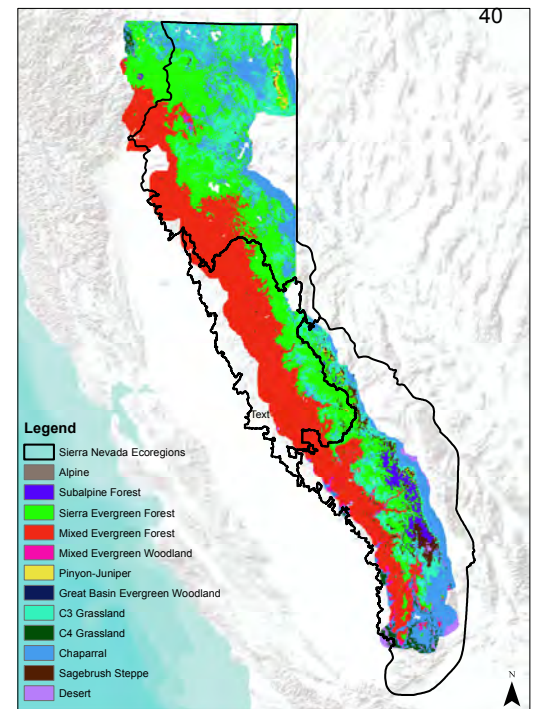 40
Text
Legend
Sierra Nevada Ecoregions
Alpine
Subalpine Forest
Sierra Evergreen Forest
Mixed Evergreen Forest
Mixed Evergreen Woodland
Pinyon-Juniper
Great Basin Evergreen Woodland
C3 Grassland
C4 Grassland
Chaparral
Sagebrush Steppe
Desert
N